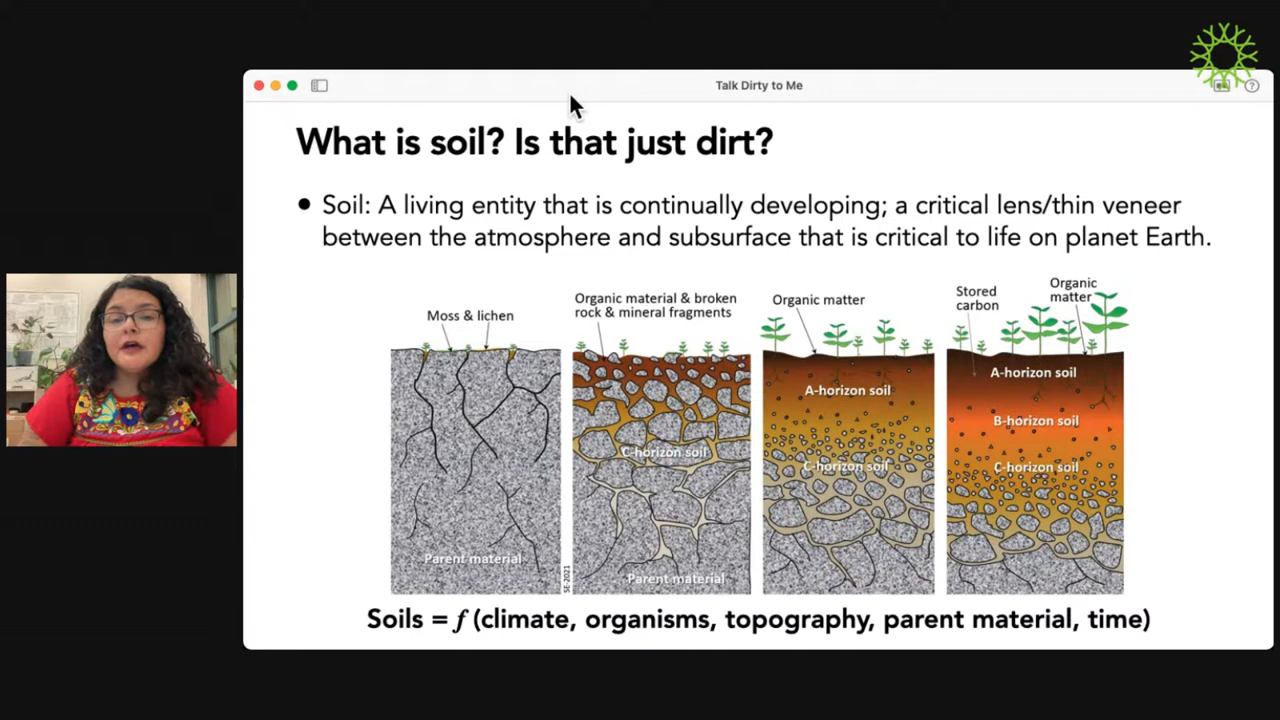 Talk Dirty to Me
What is soil? Is that just dirt?
• Soil: A living entity that is continually developing; a critical lens/thin veneer
between the atmosphere and subsurface that is critical to life on planet Earth.
Moss & lichen
Parent material
SE-2021
Organic material & broken
rock & mineral fragments
C-horizon soil
Parent material
Organic matter
A-horizon soil
C-horizon soil
Stored
carbon
Organic
matter
A-horizon soil
B-horizon soil
C-horizon soil
Soils = f (climate, organisms, topography, parent material, time)